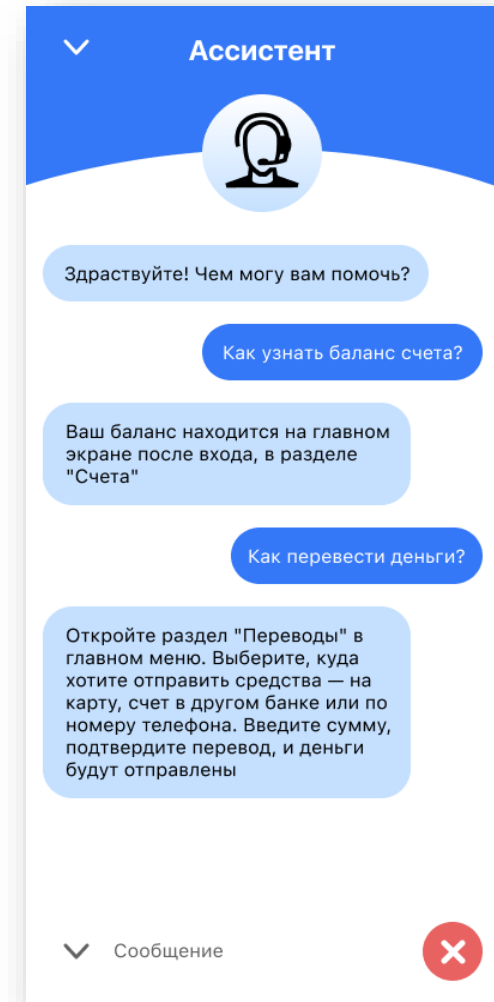 Ассистент
Здраствуйте! Чем могу вам помочь?
Как узнать баланс счета?
Ваш баланс находится на главном
экране после входа, в разделе
"Счета"
Как перевести деньги?
Откройте раздел "Переводы" в
главном меню. Выберите, куда
хотите отправить средства — на
карту, счет в другом банке или по
номеру телефона. Введите сумму,
подтвердите перевод, и деньги
будут отправлены
Сообщение